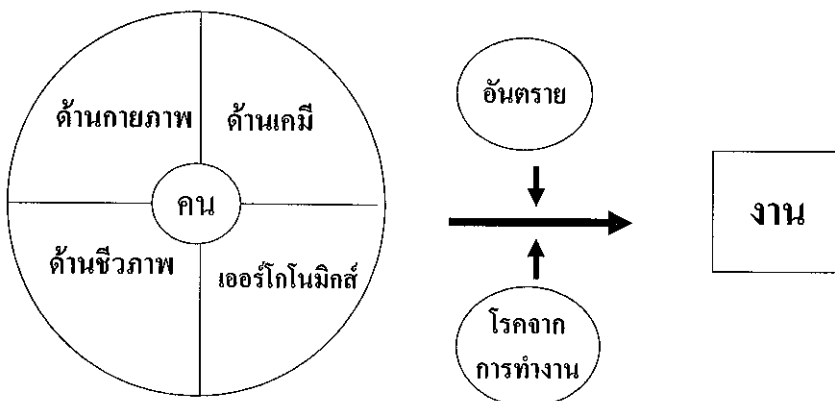 ด้านกายภาพ
ด้านเคมี
คน
ด้านชีวภาพ
เออร์โกโนมิกส์
อันตราย
โรคจาก
การทำงาน
งาน